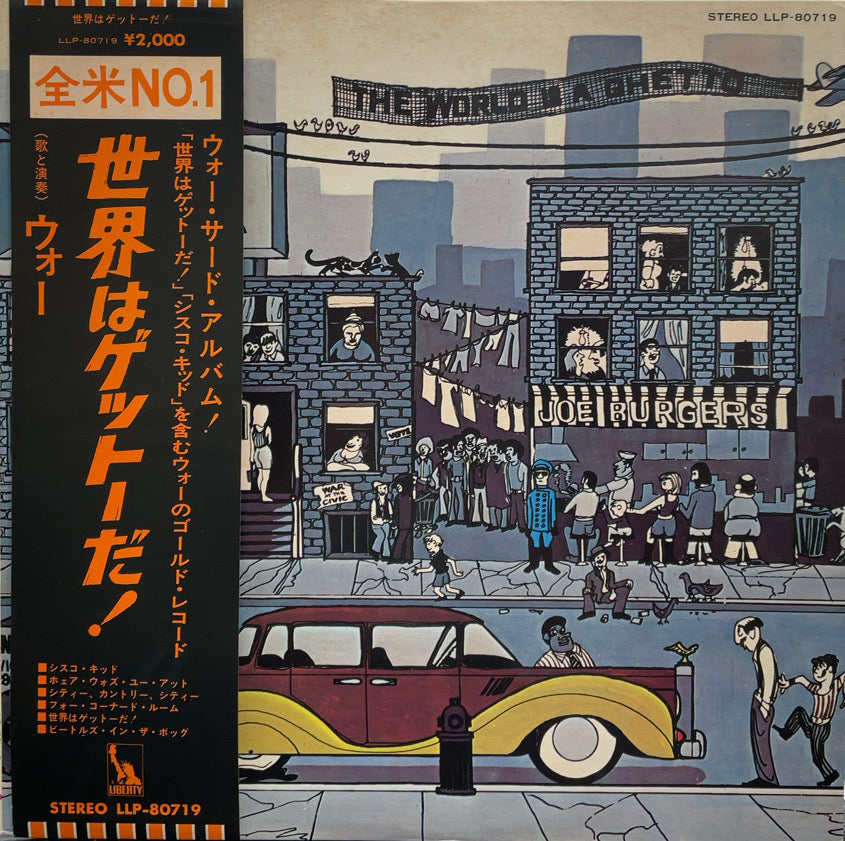 世界はゲットーだ!
LLP-80719 ¥2,000
全米NO.1
ウォー・サード・アルバム!
「世界はゲットーだ!」「シスコ・キッド」を含むウォーのゴールド・レコード
世界はゲットーだ!
(歌と演奏) ウォー
■シスコ・キッド
■ホェア・ウォズ・ユー・アット
■シティー、カントリー、シティー
■フォー・コーナード・ルーム
■世界はゲットーだ!
■ビートルズ・イン・ザ・ボッグ
LIBERTY
STEREO LLP-80719
STEREO LLP-80719
THE WORLD IS A GHETTO
JOE BURGERS
VOTE
WAR
AT THE
CIVIC